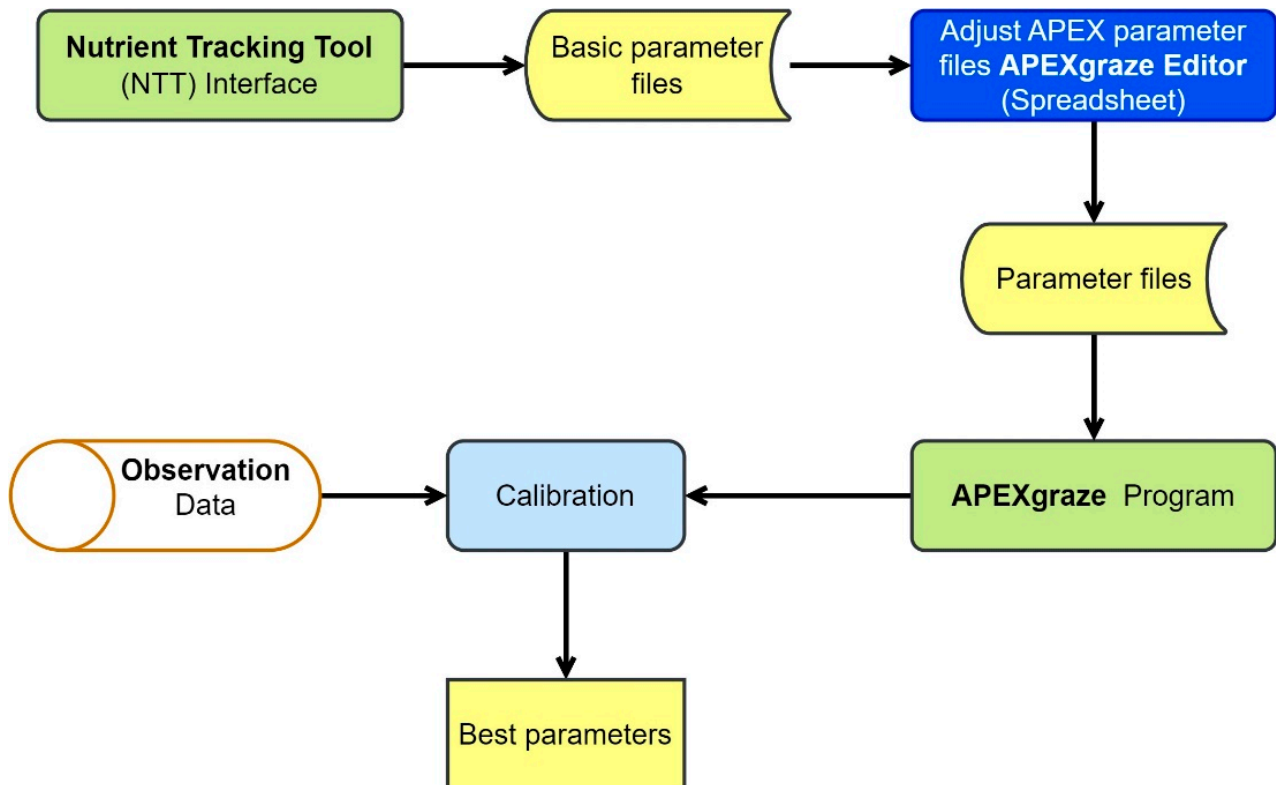 Nutrient Tracking Tool
(NTT) Interface
Basic parameter
files
Adjust APEX parameter
files APEXgraze Editor
(Spreadsheet)
Parameter files
Observation
Data
Calibration
APEXgraze Program
Best parameters